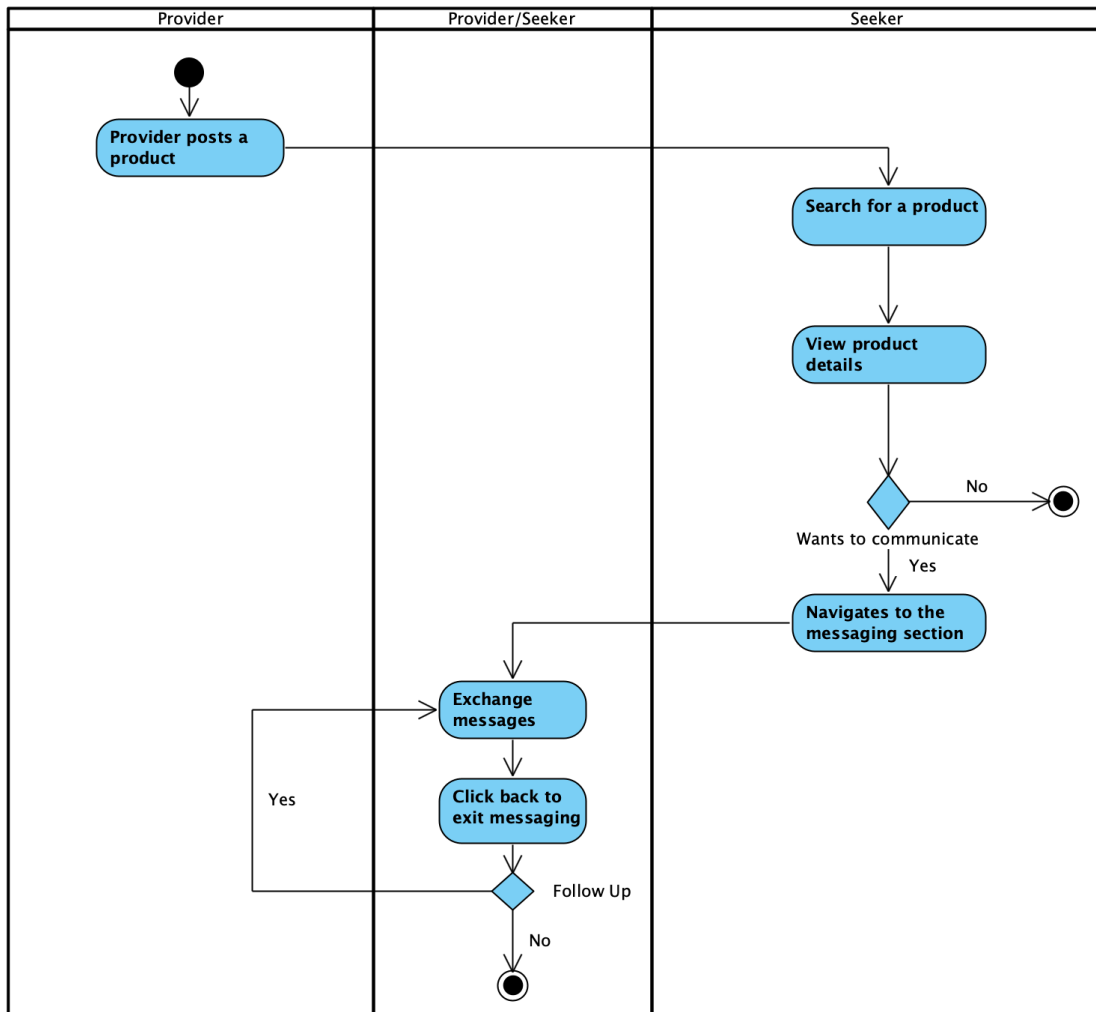 Provider
Provider/Seeker
Seeker
Provider posts a
product
Search for a product
View product
details
No
Wants to communicate
Yes
Navigates to the
messaging section
Exchange
messages
Click back to
exit messaging
Yes
Follow Up
No